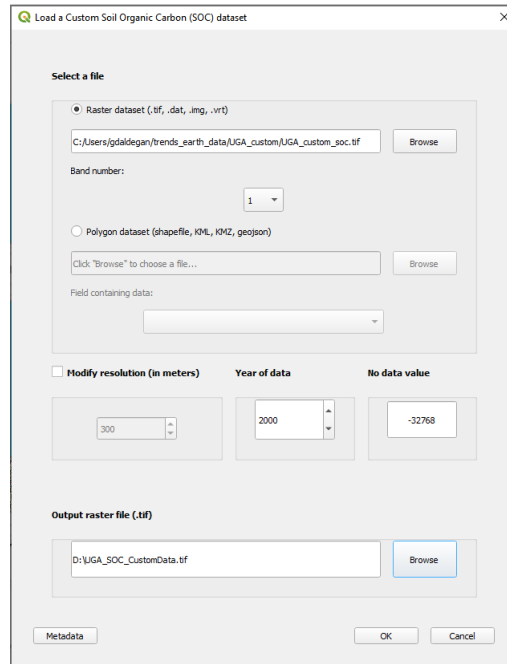 Load a Custom Soil Organic Carbon (SOC) dataset
Select a file
Raster dataset (.tif, .dat, .img, .vrt)
C:/Users/gdaldegan/trends_earth_data/UGA_custom/UGA_custom_soc.tif Browse
Band number:
1
Polygon dataset (shapefile, KML, KMZ, geojson)
Click "Browse" to choose a file... Browse
Field containing data:
Modify resolution (in meters) Year of data No data value
300 2000 -32768
Output raster file (.tif)
D:\UGA_SOC_CustomData.tif Browse
Metadata OK Cancel